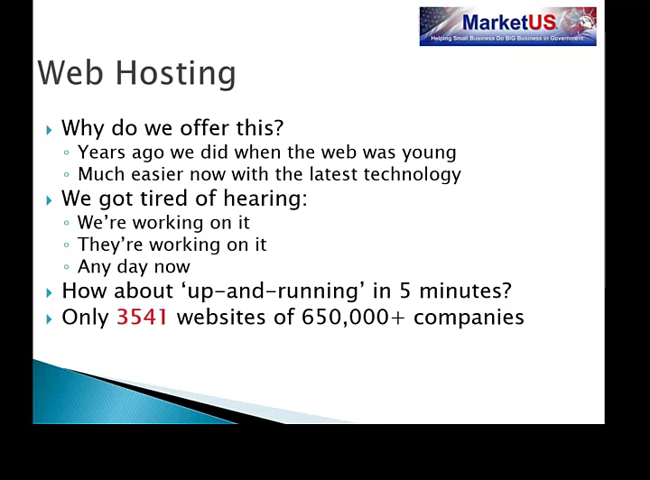 MarketUS
Helping Small Business Do BIG Business in Government
Web Hosting
Why do we offer this?
Years ago we did when the web was young
Much easier now with the latest technology
We got tired of hearing:
We're working on it
They're working on it
Any day now
How about ‘up-and-running’ in 5 minutes?
Only 3541 websites of 650,000+ companies